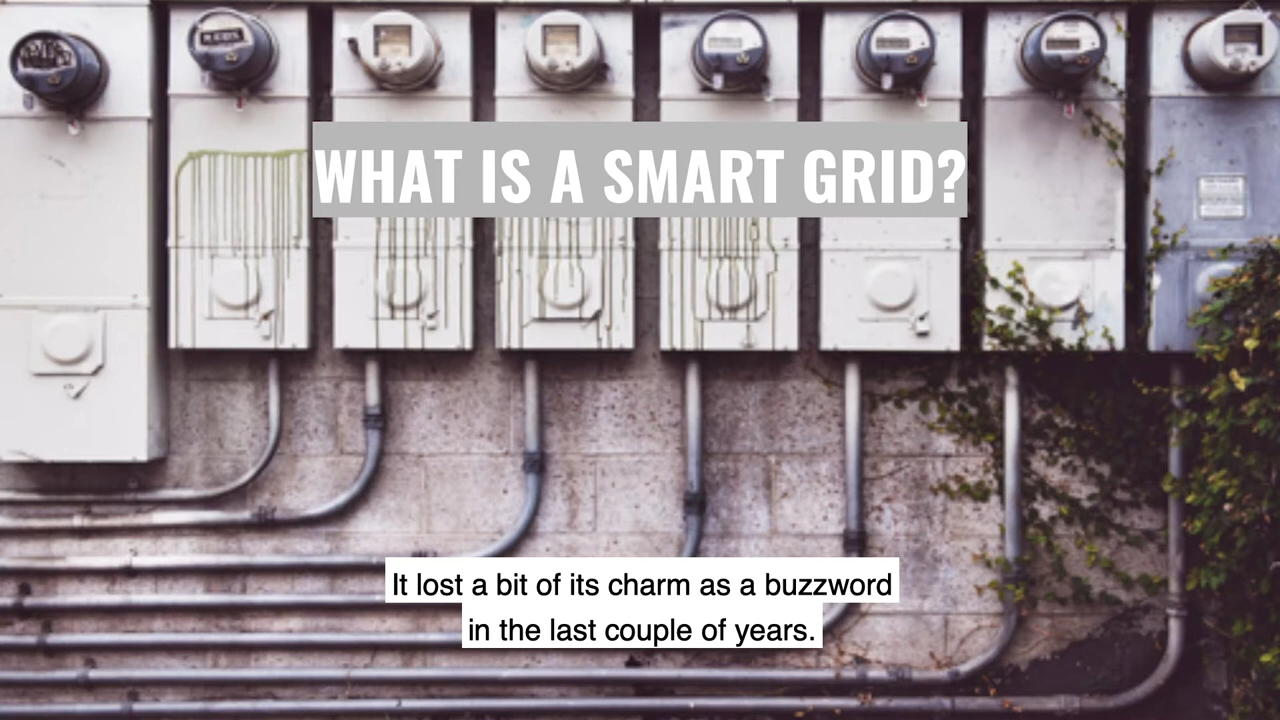 WHAT IS A SMART GRID?
It lost a bit of its charm as a buzzword
in the last couple of years.